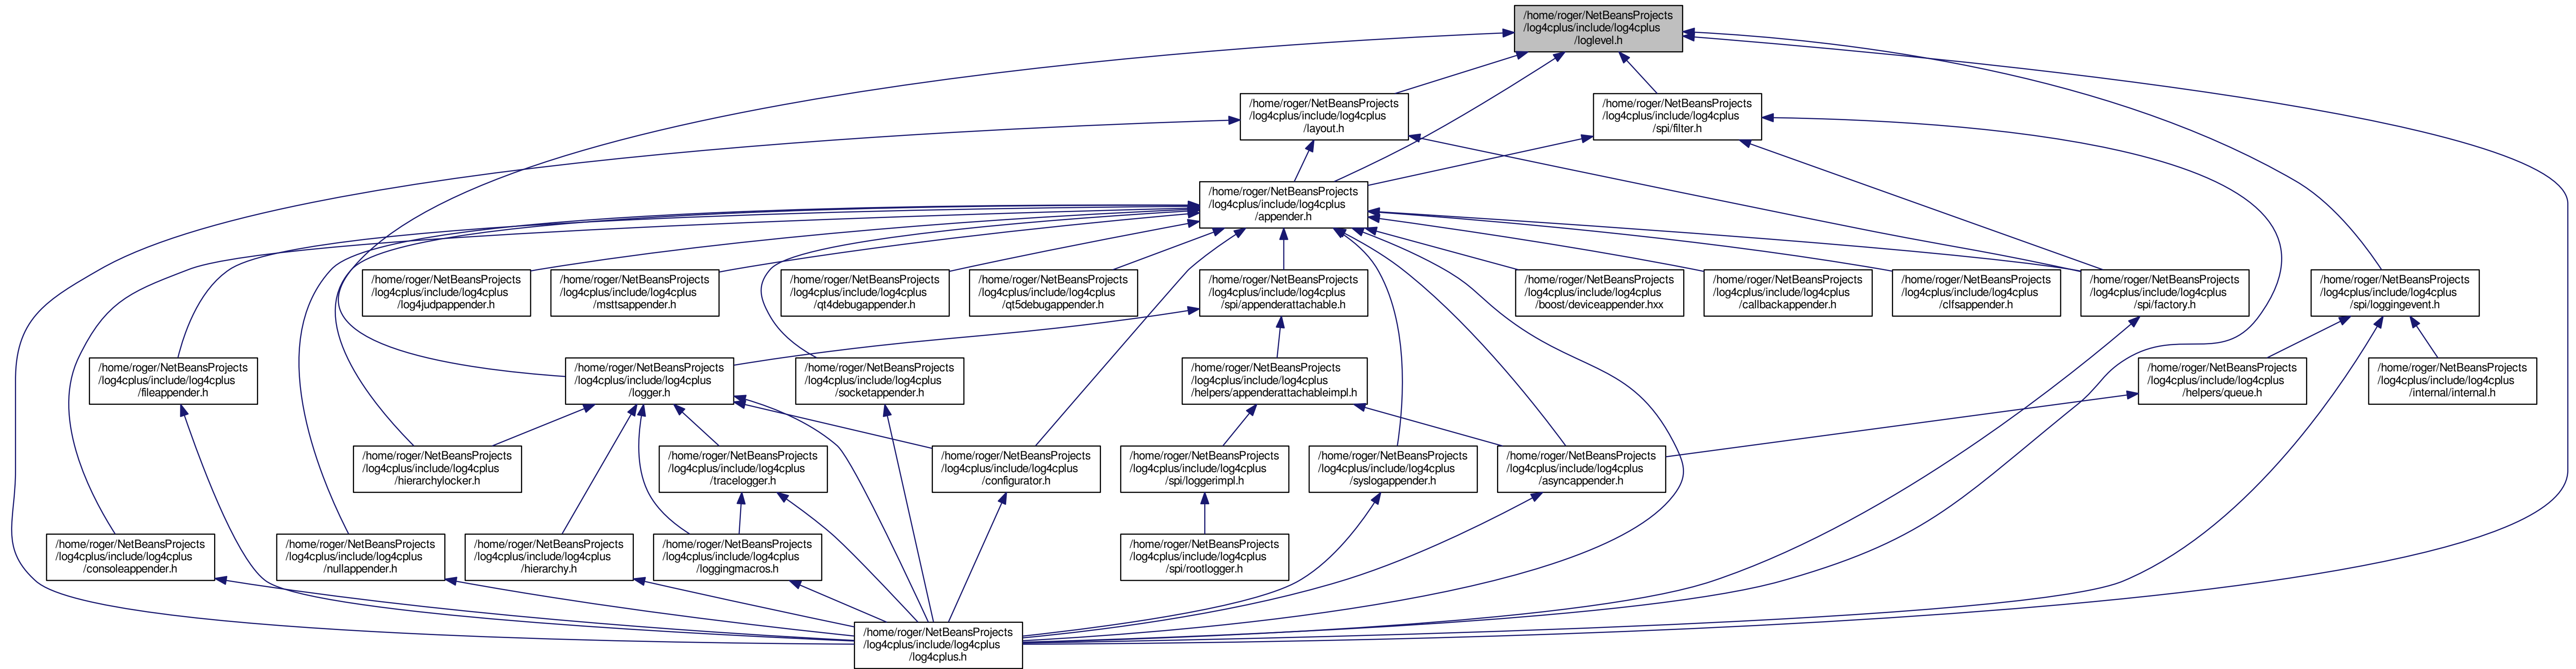 /home/roger/NetBeansProjects
/log4cplus/include/log4cplus
/loglevel.h
/home/roger/NetBeansProjects
/log4cplus/include/log4cplus
/layout.h
/home/roger/NetBeansProjects
/log4cplus/include/log4cplus
/spi/filter.h
/home/roger/NetBeansProjects
/log4cplus/include/log4cplus
/appender.h
/home/roger/NetBeansProjects
/log4cplus/include/log4cplus
/log4judpappender.h
/home/roger/NetBeansProjects
/log4cplus/include/log4cplus
/msttsappender.h
/home/roger/NetBeansProjects
/log4cplus/include/log4cplus
/qt4debugappender.h
/home/roger/NetBeansProjects
/log4cplus/include/log4cplus
/qt5debugappender.h
/home/roger/NetBeansProjects
/log4cplus/include/log4cplus
/spi/appenderattachable.h
/home/roger/NetBeansProjects
/log4cplus/include/log4cplus
/boost/deviceappender.hxx
/home/roger/NetBeansProjects
/log4cplus/include/log4cplus
/callbackappender.h
/home/roger/NetBeansProjects
/log4cplus/include/log4cplus
/clfsappender.h
/home/roger/NetBeansProjects
/log4cplus/include/log4cplus
/spi/factory.h
/home/roger/NetBeansProjects
/log4cplus/include/log4cplus
/spi/loggingevent.h
/home/roger/NetBeansProjects
/log4cplus/include/log4cplus
/fileappender.h
/home/roger/NetBeansProjects
/log4cplus/include/log4cplus
/logger.h
/home/roger/NetBeansProjects
/log4cplus/include/log4cplus
/socketappender.h
/home/roger/NetBeansProjects
/log4cplus/include/log4cplus
/helpers/appenderattachableimpl.h
/home/roger/NetBeansProjects
/log4cplus/include/log4cplus
/helpers/queue.h
/home/roger/NetBeansProjects
/log4cplus/include/log4cplus
/internal/internal.h
/home/roger/NetBeansProjects
/log4cplus/include/log4cplus
/hierarchylocker.h
/home/roger/NetBeansProjects
/log4cplus/include/log4cplus
/tracelogger.h
/home/roger/NetBeansProjects
/log4cplus/include/log4cplus
/configurator.h
/home/roger/NetBeansProjects
/log4cplus/include/log4cplus
/spi/loggerimpl.h
/home/roger/NetBeansProjects
/log4cplus/include/log4cplus
/syslogappender.h
/home/roger/NetBeansProjects
/log4cplus/include/log4cplus
/asyncappender.h
/home/roger/NetBeansProjects
/log4cplus/include/log4cplus
/consoleappender.h
/home/roger/NetBeansProjects
/log4cplus/include/log4cplus
/nullappender.h
/home/roger/NetBeansProjects
/log4cplus/include/log4cplus
/hierarchy.h
/home/roger/NetBeansProjects
/log4cplus/include/log4cplus
/loggingmacros.h
/home/roger/NetBeansProjects
/log4cplus/include/log4cplus
/spi/rootlogger.h
/home/roger/NetBeansProjects
/log4cplus/include/log4cplus
/log4cplus.h